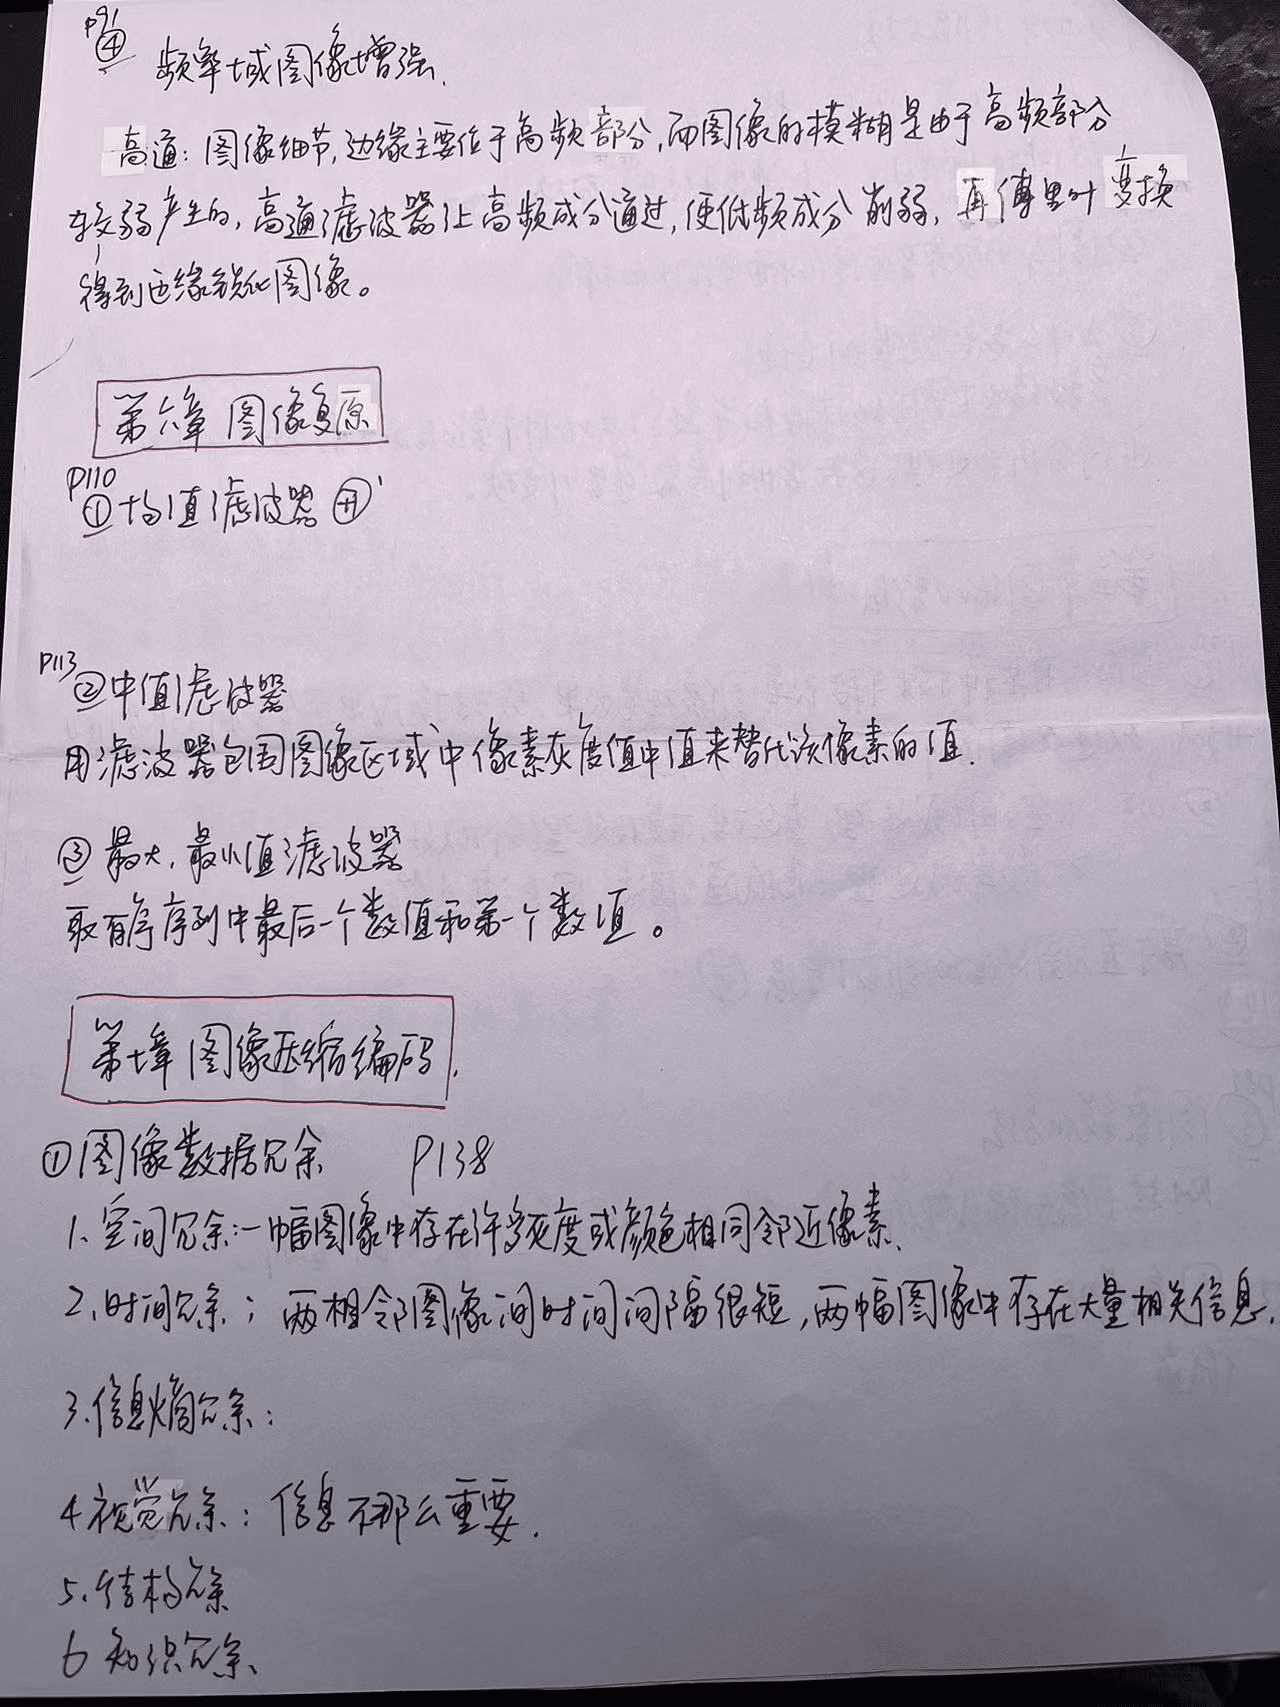 P91
④ 频率域图像增强.
高通：图像细节,边缘主要位于高频部分,而图像的模糊是由于高频部分
较弱产生的,高通滤波器让高频成分通过,使低频成分削弱,再傅里叶变换
得到边缘锐化图像。
第六章 图像复原
P110
①均值滤波器
P113
②中值滤波器
用滤波器包围图像区域中像素灰度值中值来替代该像素的值.
③最大,最小值滤波器
取有序序列中最后一个数值和第一个数值。
第七章 图像压缩编码.
①图像数据冗余 P138
1、空间冗余:一幅图像中存在许多灰度或颜色相同邻近像素、
2、时间冗余；两相邻图像间时间间隔很短,两幅图像中存在大量相关信息.
3、信息熵冗余：
4 视觉冗余：信息不那么重要.
5、结构冗余
6 知识冗余、